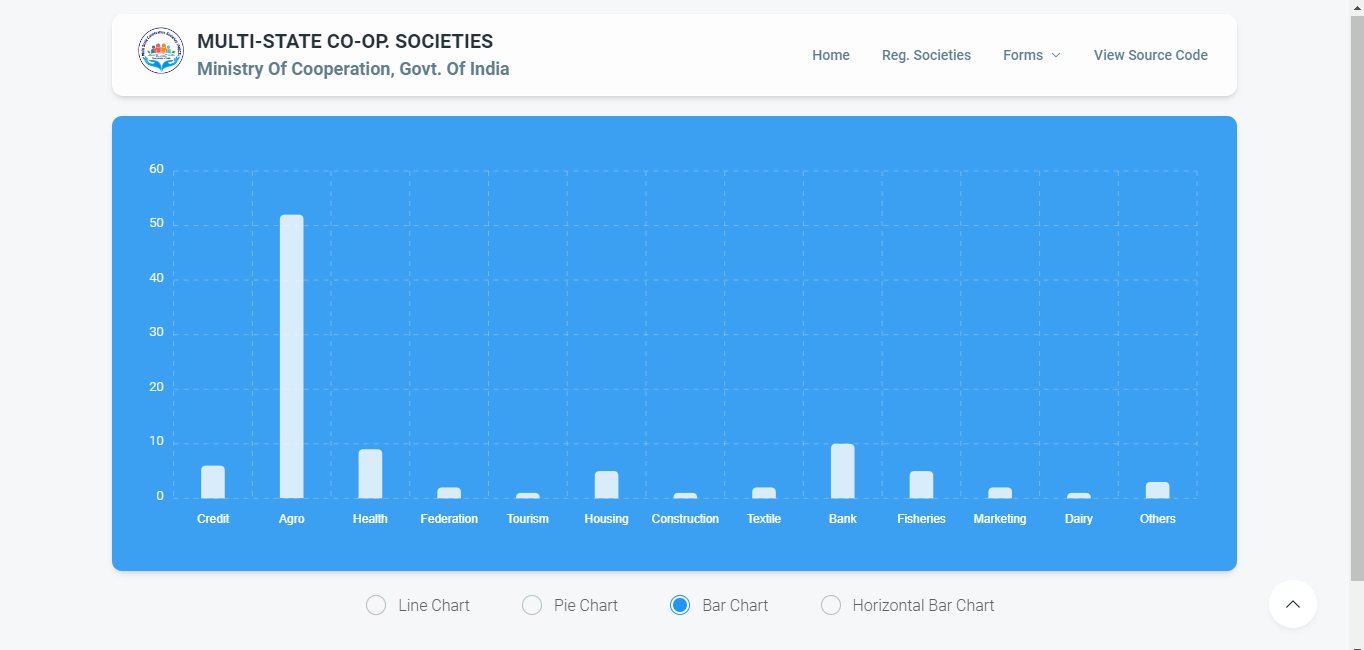 MULTI-STATE CO-OP. SOCIETIES
Ministry Of Cooperation, Govt. Of India
Home Reg. Societies Forms View Source Code
60
50
40
30
20
10
0
Credit Agro Health Federation Tourism Housing Construction Textile Bank Fisheries Marketing Dairy Others
Line Chart Pie Chart Bar Chart Horizontal Bar Chart